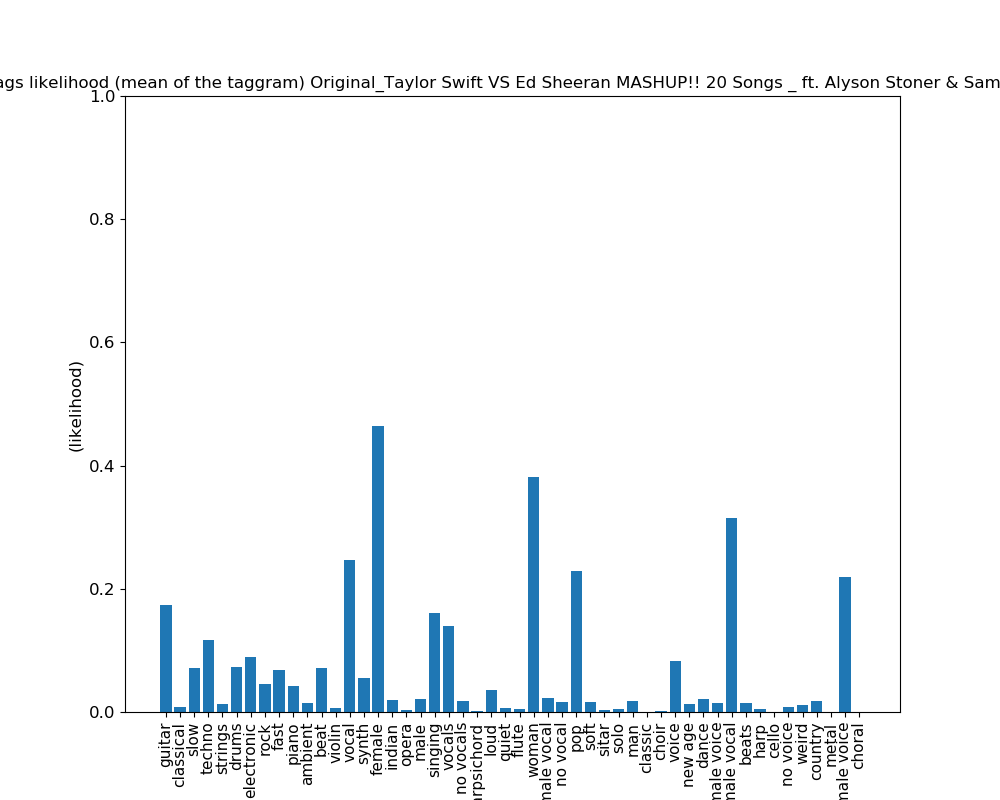 ags likelihood (mean of the taggram) Original_Taylor Swift VS Ed Sheeran MASHUP!! 20 Songs _ ft. Alyson Stoner & Sam
1.0
0.8
0.6
0.4
0.2
0.0
(likelihood)
guitar
classical
slow
techno
strings
drums
electronic
rock
fast
piano
ambient
beat
violin
vocal
synth
female
indian
opera
male
singing
vocals
no vocals
arpsichord
loud
quiet
flute
woman
male vocal
no vocal
pop
soft
sitar
solo
man
classic
choir
voice
new age
dance
male voice
male vocal
beats
harp
cello
no voice
weird
country
metal
male voice
choral